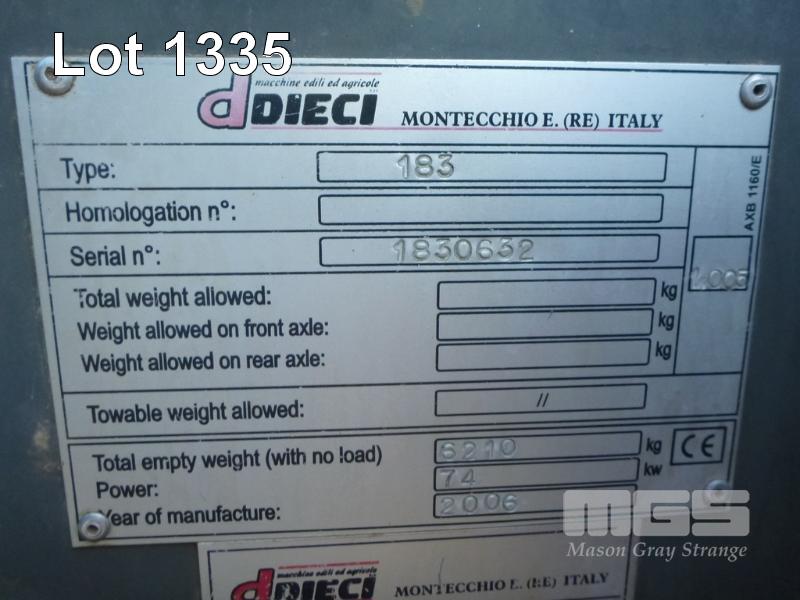 Lot 1335
macchine edili ed agricole
dDIECI
MONTECCHIO E. (RE) ITALY
Type: 183
Homologation n°:
Serial n°: 1830632
AXB 1160/E
2005
Total weight allowed: kg
Weight allowed on front axle: kg
Weight allowed on rear axle: kg
Towable weight allowed: //
Total empty weight (with no load) 6210 kg
Power: 74 kw
Year of manufacture: 2006
CE
MGS
Mason Gray Strange
macchine edili ed agricole
dDIECI
MONTECCHIO E. (RE) ITALY